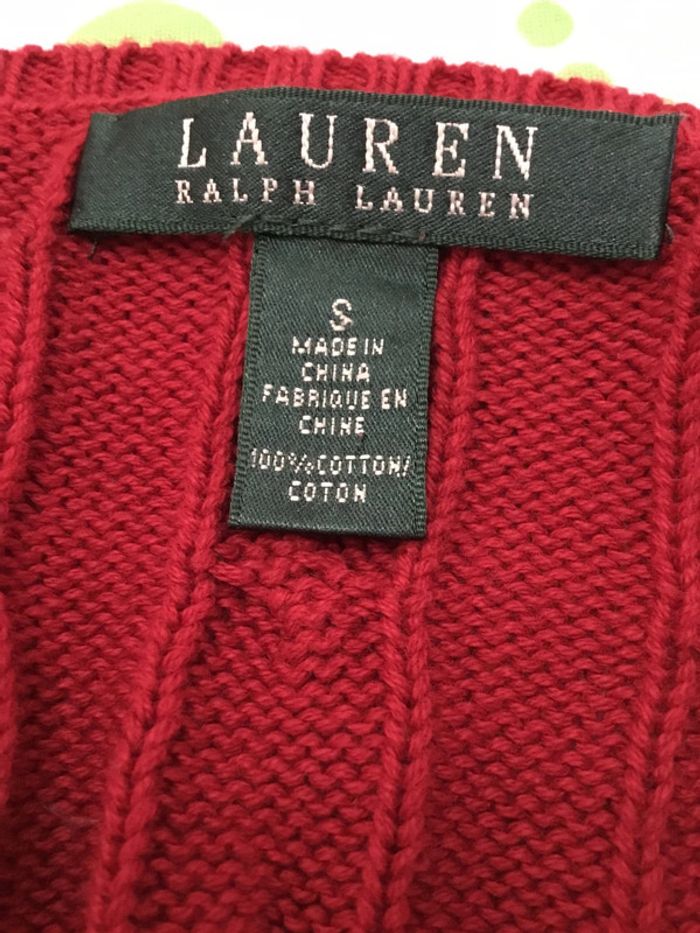 LAUREN
RALPH LAUREN
S
MADE IN
CHINA
FABRIQUE EN
CHINE
100% COTTON/
COTON